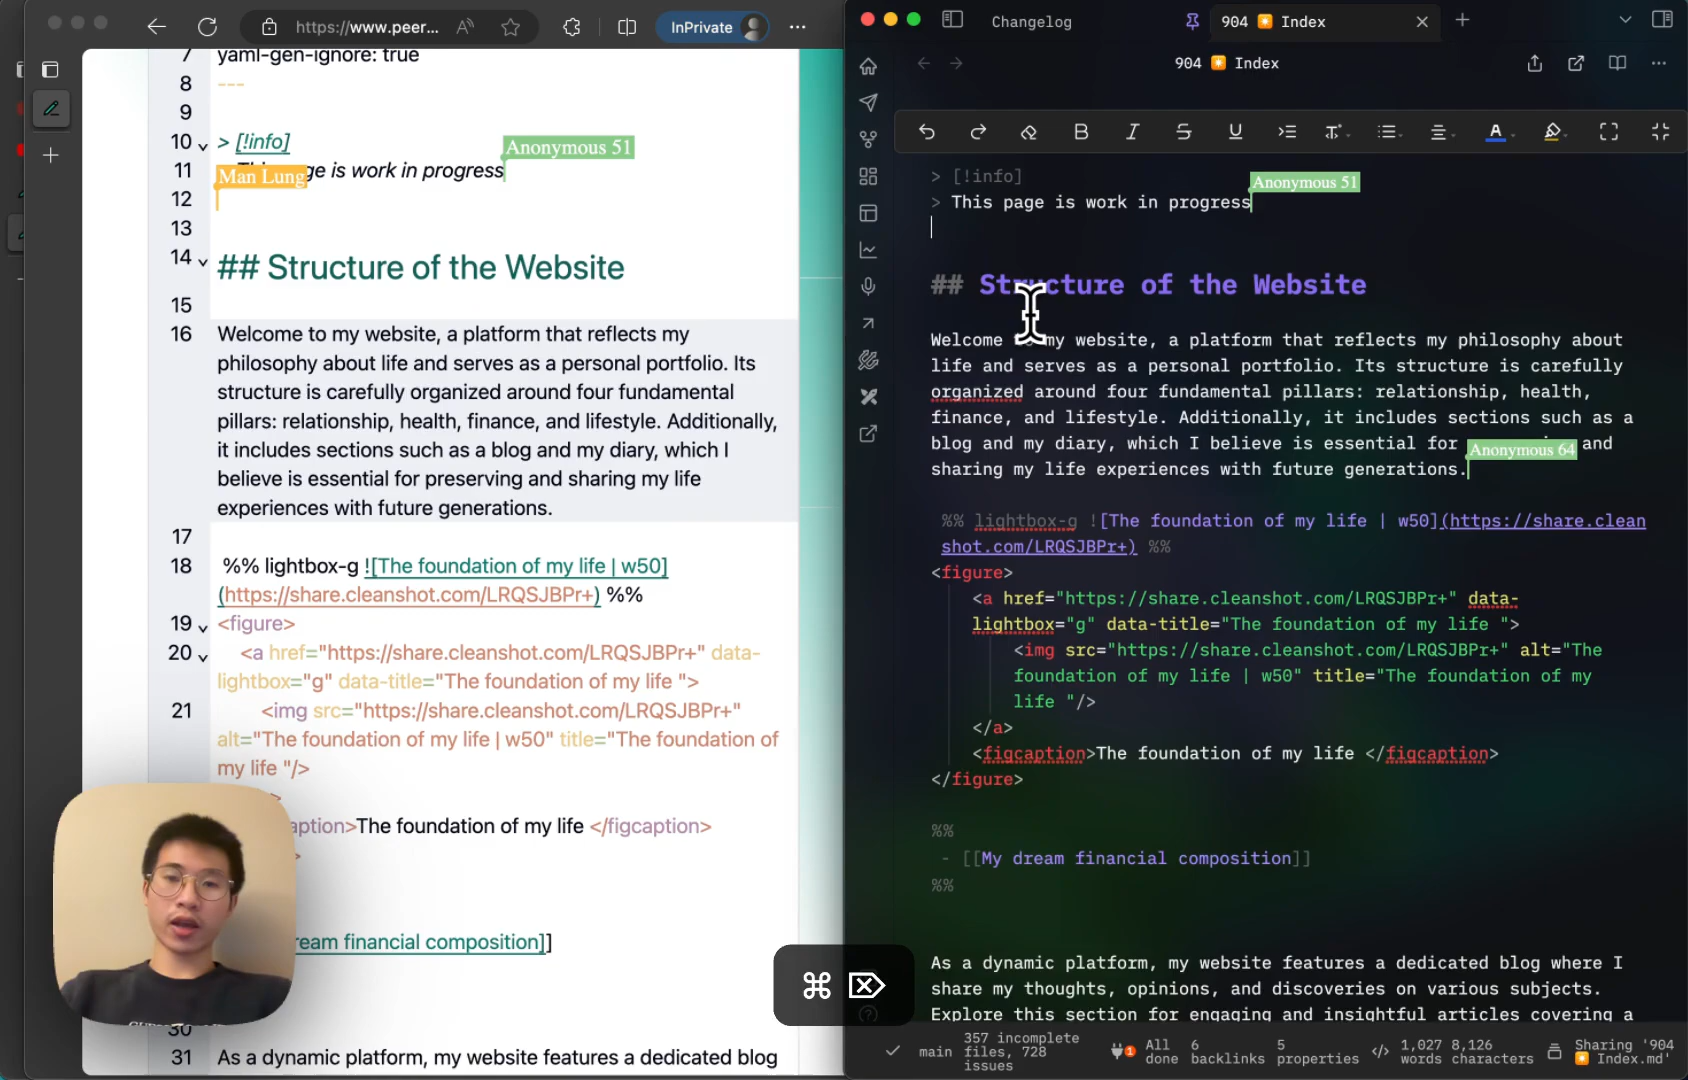 https://www.peer...
InPrivate
7 yaml-gen-ignore: true
8 ---
9
10 > [!info]
Anonymous 51
11 ge is work in progress
Man Lung
12
13
14 ## Structure of the Website
15
16 Welcome to my website, a platform that reflects my
philosophy about life and serves as a personal portfolio. Its
structure is carefully organized around four fundamental
pillars: relationship, health, finance, and lifestyle. Additionally,
it includes sections such as a blog and my diary, which I
believe is essential for preserving and sharing my life
experiences with future generations.
17
18 %% lightbox-g ![The foundation of my life | w50]
(https://share.cleanshot.com/LRQSJBPr+) %%
19 <figure>
20 <a href="https://share.cleanshot.com/LRQSJBPr+" data-
lightbox="g" data-title="The foundation of my life ">
21 <img src="https://share.cleanshot.com/LRQSJBPr+"
alt="The foundation of my life | w50" title="The foundation of
my life "/>
>
aption>The foundation of my life </figcaption>
>
ream financial composition]]
30
31 As a dynamic platform, my website features a dedicated blog
⌘ ⌦
Changelog
904 Index
904 Index
> [!info]
Anonymous 51
> This page is work in progress
## Structure of the Website
Welcome my website, a platform that reflects my philosophy about
life and serves as a personal portfolio. Its structure is carefully
organized around four fundamental pillars: relationship, health,
finance, and lifestyle. Additionally, it includes sections such as a
blog and my diary, which I believe is essential for and
Anonymous 64
sharing my life experiences with future generations.
%% lightbox-g ![The foundation of my life | w50](https://share.clean
shot.com/LRQSJBPr+) %%
<figure>
<a href="https://share.cleanshot.com/LRQSJBPr+" data-
lightbox="g" data-title="The foundation of my life ">
<img src="https://share.cleanshot.com/LRQSJBPr+" alt="The
foundation of my life | w50" title="The foundation of my
life "/>
</a>
<figcaption>The foundation of my life </figcaption>
</figure>
%%
- [[My dream financial composition]]
%%
As a dynamic platform, my website features a dedicated blog where I
share my thoughts, opinions, and discoveries on various subjects.
Explore this section for engaging and insightful articles covering a
main
357 incomplete
files, 728
issues
1
All
done
6
backlinks
5
properties
1,027
words
8,126
characters
Sharing '904
Index.md'